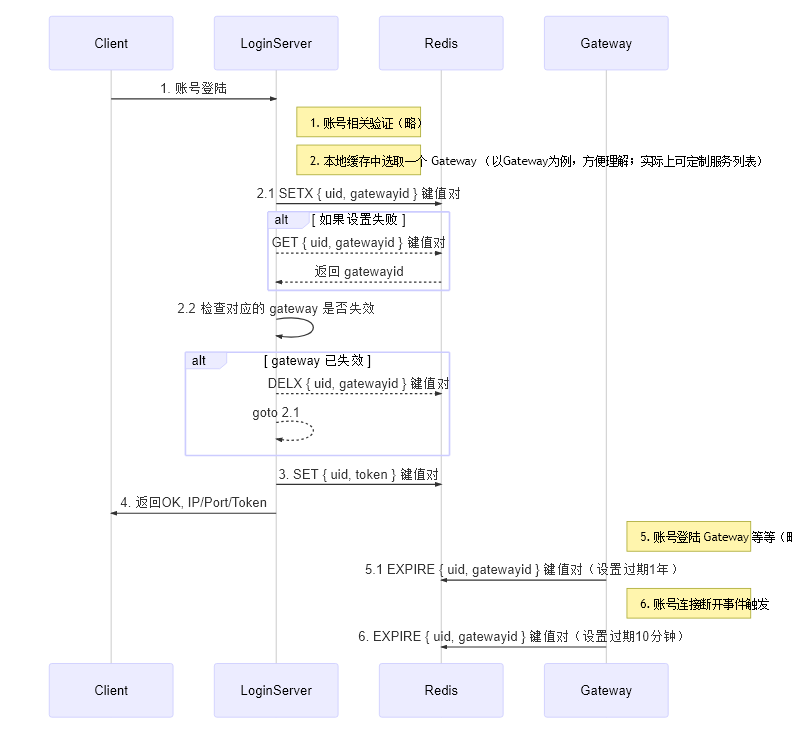 Client LoginServer Redis Gateway
1. 账号登陆
1. 账号相关验证（略）
2. 本地缓存中选取一个 Gateway （以Gateway为例，方便理解；实际上可定制服务列表）
2.1 SETX { uid, gatewayid } 键值对
alt [ 如果设置失败 ]
GET { uid, gatewayid } 键值对
返回 gatewayid
2.2 检查对应的 gateway 是否失效
alt [ gateway 已失效 ]
DELX { uid, gatewayid } 键值对
goto 2.1
3. SET { uid, token } 键值对
4. 返回OK, IP/Port/Token
5. 账号登陆 Gateway 等等（略
5.1 EXPIRE { uid, gatewayid } 键值对（设置过期1年）
6. 账号连接断开事件触发
6. EXPIRE { uid, gatewayid } 键值对（设置过期10分钟）
Client LoginServer Redis Gateway